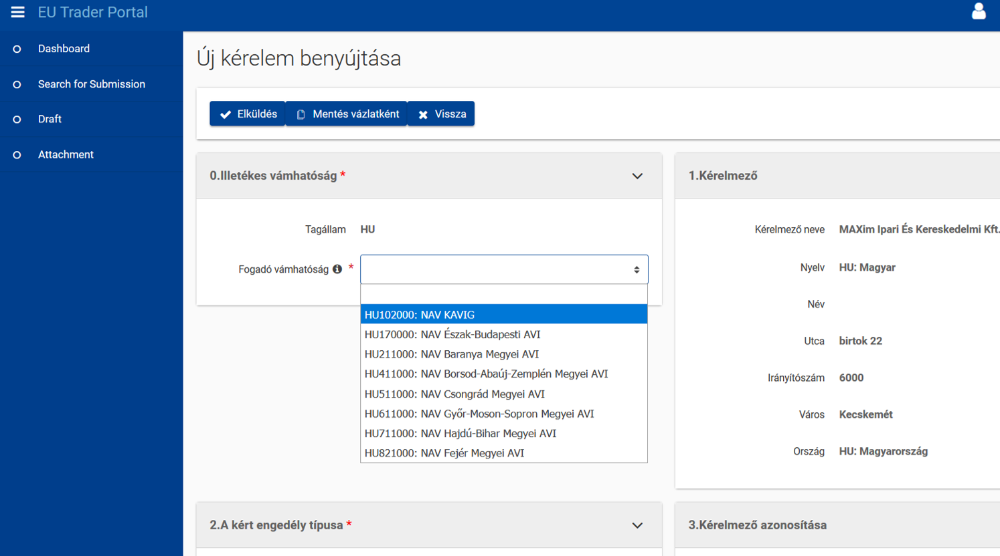 EU Trader Portal
Dashboard
Search for Submission
Draft
Attachment
Új kérelem benyújtása
Elküldés
Mentés vázlatként
Vissza
0.Illetékes vámhatóság *
Tagállam HU
Fogadó vámhatóság *
HU102000: NAV KAVIG
HU170000: NAV Észak-Budapesti AVI
HU211000: NAV Baranya Megyei AVI
HU411000: NAV Borsod-Abaúj-Zemplén Megyei AVI
HU511000: NAV Csongrád Megyei AVI
HU611000: NAV Győr-Moson-Sopron Megyei AVI
HU711000: NAV Hajdú-Bihar Megyei AVI
HU821000: NAV Fejér Megyei AVI
1.Kérelmező
Kérelmező neve MAXim Ipari És Kereskedelmi Kft.
Nyelv HU: Magyar
Név
Utca birtok 22
Irányítószám 6000
Város Kecskemét
Ország HU: Magyarország
2.A kért engedély típusa *
3.Kérelmező azonosítása